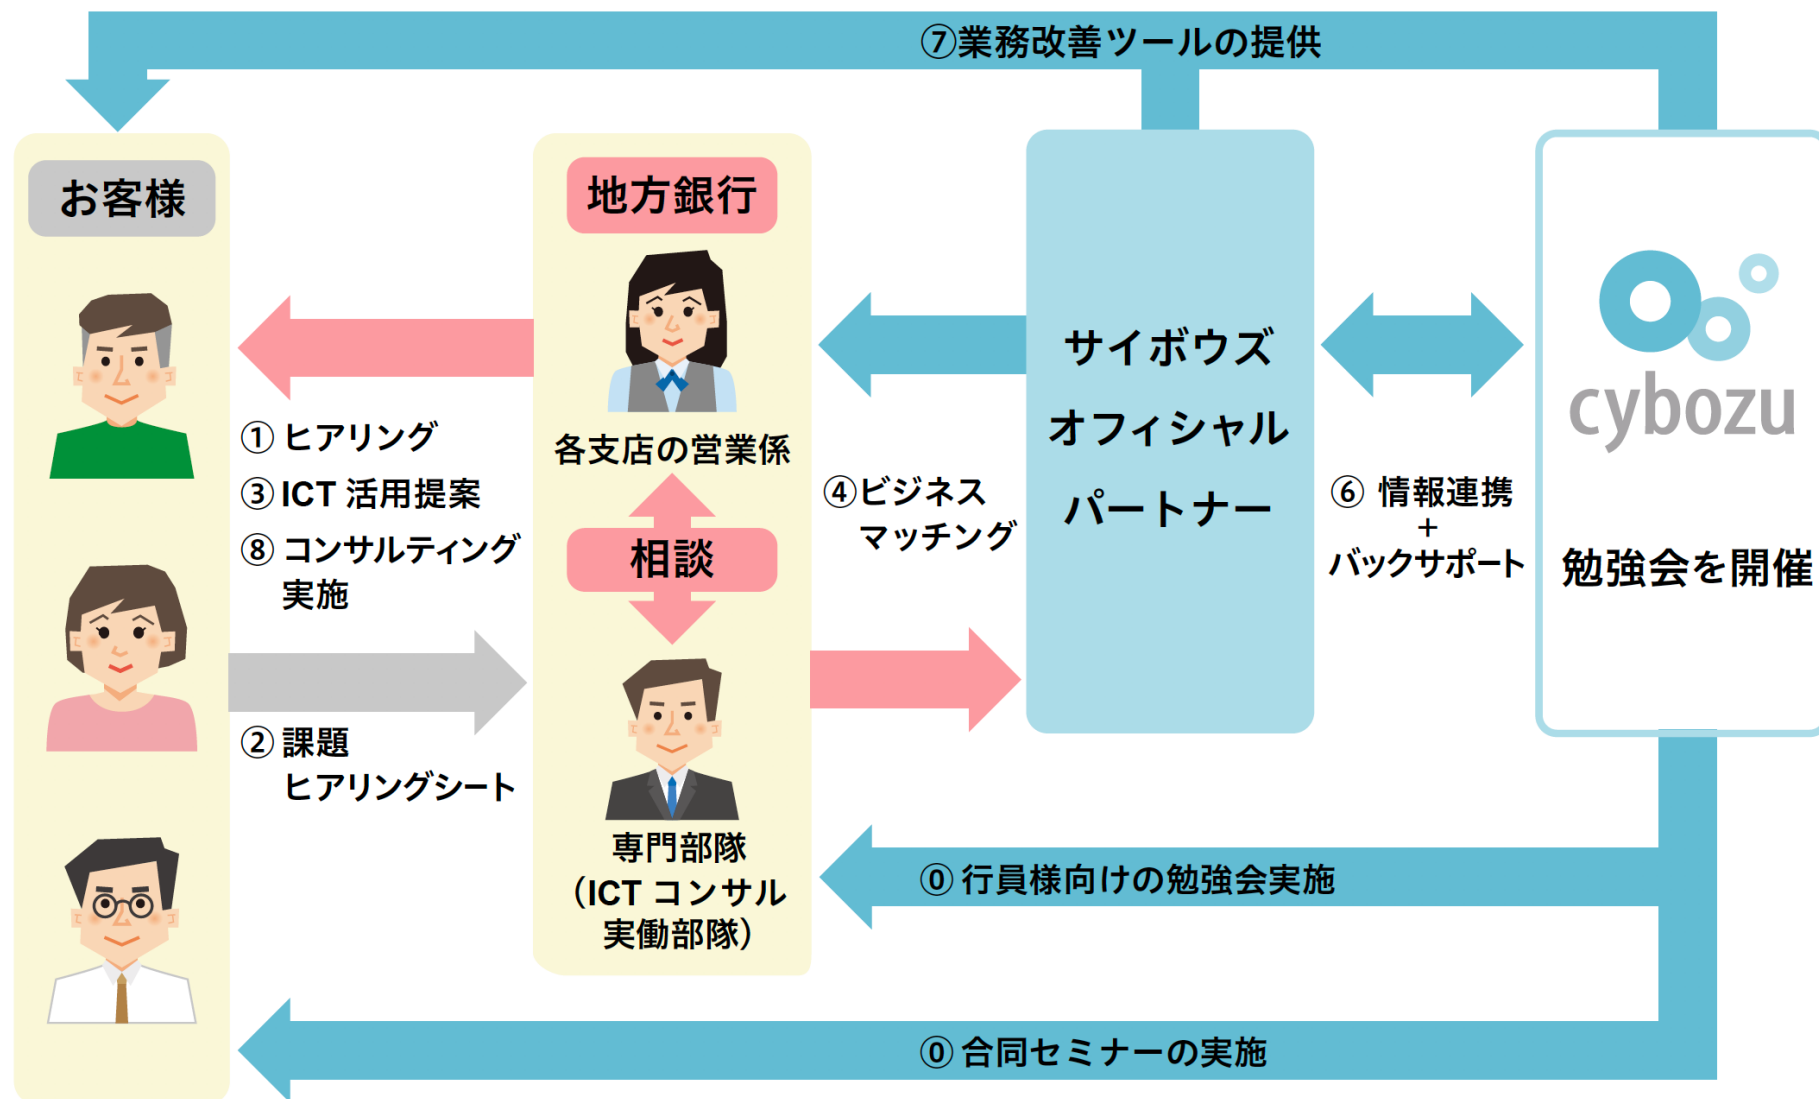 ⑦業務改善ツールの提供
お客様
地方銀行
各支店の営業係
相談
専門部隊
（ICT コンサル
実働部隊）
① ヒアリング
③ ICT 活用提案
⑧ コンサルティング
実施
② 課題
ヒアリングシート
④ビジネス
マッチング
サイボウズ
オフィシャル
パートナー
⑥ 情報連携
+
バックサポート
cybozu
勉強会を開催
⓪ 行員様向けの勉強会実施
⓪ 合同セミナーの実施